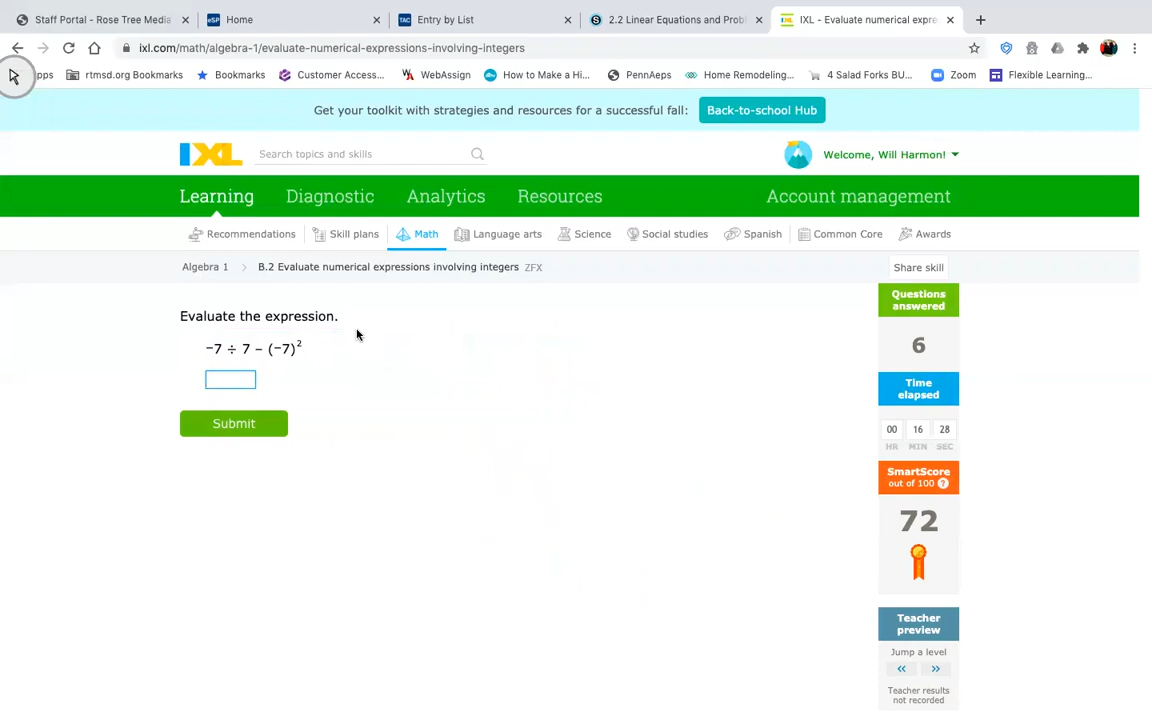 Staff Portal - Rose Tree Media
eSP Home
TAC Entry by List
S 2.2 Linear Equations and Prob
IXL - Evaluate numerical expre
ixl.com/math/algebra-1/evaluate-numerical-expressions-involving-integers
pps
rtmsd.org Bookmarks
Bookmarks
Customer Access...
WebAssign
How to Make a Hi...
PennAeps
Home Remodeling...
4 Salad Forks BU...
Zoom
Flexible Learning...
Get your toolkit with strategies and resources for a successful fall: Back-to-school Hub
IXL Search topics and skills Welcome, Will Harmon!
Learning Diagnostic Analytics Resources Account management
Recommendations Skill plans Math Language arts Science Social studies Spanish Common Core Awards
Algebra 1 > B.2 Evaluate numerical expressions involving integers ZFX Share skill
Evaluate the expression.
−7 ÷ 7 − (−7)²
Submit
Questions
answered
6
Time
elapsed
00 16 28
HR MIN SEC
SmartScore
out of 100 ?
72
Teacher
preview
Jump a level
« »
Teacher results
not recorded